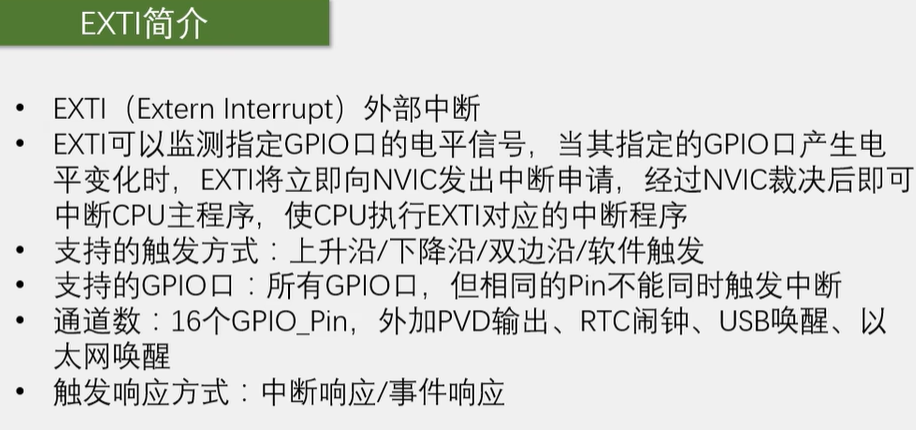 EXTI简介
• EXTI（Extern Interrupt）外部中断
• EXTI可以监测指定GPIO口的电平信号，当其指定的GPIO口产生电
平变化时，EXTI将立即向NVIC发出中断申请，经过NVIC裁决后即可
中断CPU主程序，使CPU执行EXTI对应的中断程序
• 支持的触发方式：上升沿/下降沿/双边沿/软件触发
• 支持的GPIO口：所有GPIO口，但相同的Pin不能同时触发中断
• 通道数：16个GPIO_Pin，外加PVD输出、RTC闹钟、USB唤醒、以
太网唤醒
• 触发响应方式：中断响应/事件响应